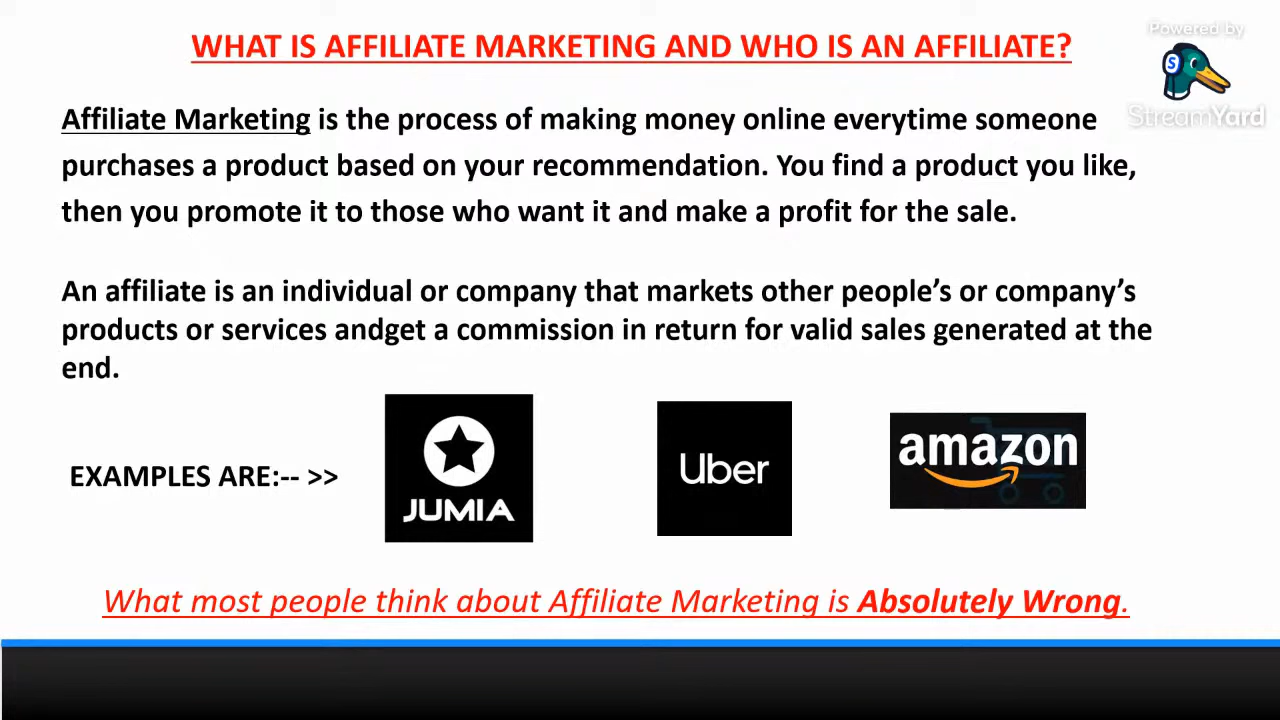 WHAT IS AFFILIATE MARKETING AND WHO IS AN AFFILIATE?
Powered by
S
StreamYard
Affiliate Marketing is the process of making money online everytime someone
purchases a product based on your recommendation. You find a product you like,
then you promote it to those who want it and make a profit for the sale.
An affiliate is an individual or company that markets other people’s or company’s
products or services andget a commission in return for valid sales generated at the
end.
EXAMPLES ARE:-- >>
JUMIA
Uber
amazon
What most people think about Affiliate Marketing is Absolutely Wrong.